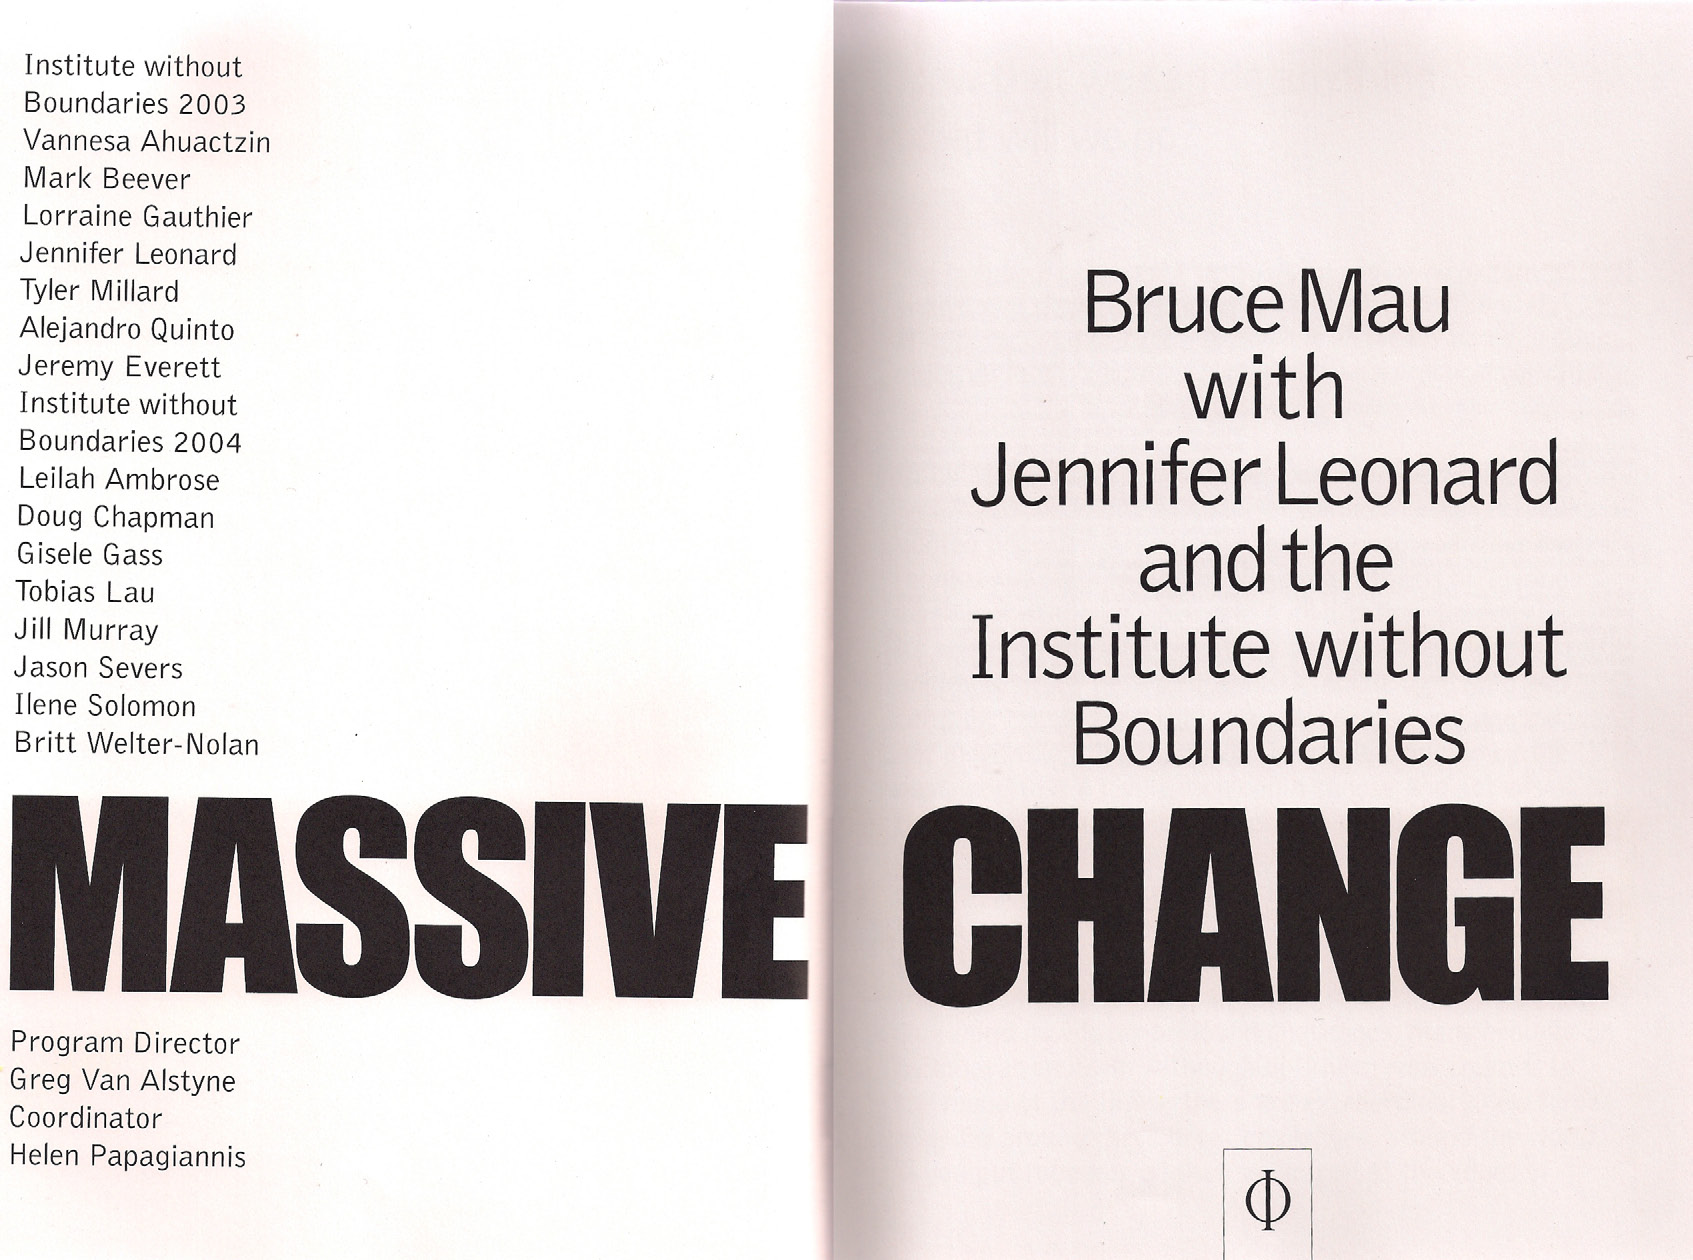 Institute without
Boundaries 2003
Vannesa Ahuactzin
Mark Beever
Lorraine Gauthier
Jennifer Leonard
Tyler Millard
Alejandro Quinto
Jeremy Everett
Institute without
Boundaries 2004
Leilah Ambrose
Doug Chapman
Gisele Gass
Tobias Lau
Jill Murray
Jason Severs
Ilene Solomon
Britt Welter-Nolan
Bruce Mau
with
Jennifer Leonard
and the
Institute without
Boundaries
MASSIVE CHANGE
Program Director
Greg Van Alstyne
Coordinator
Helen Papagiannis
Φ